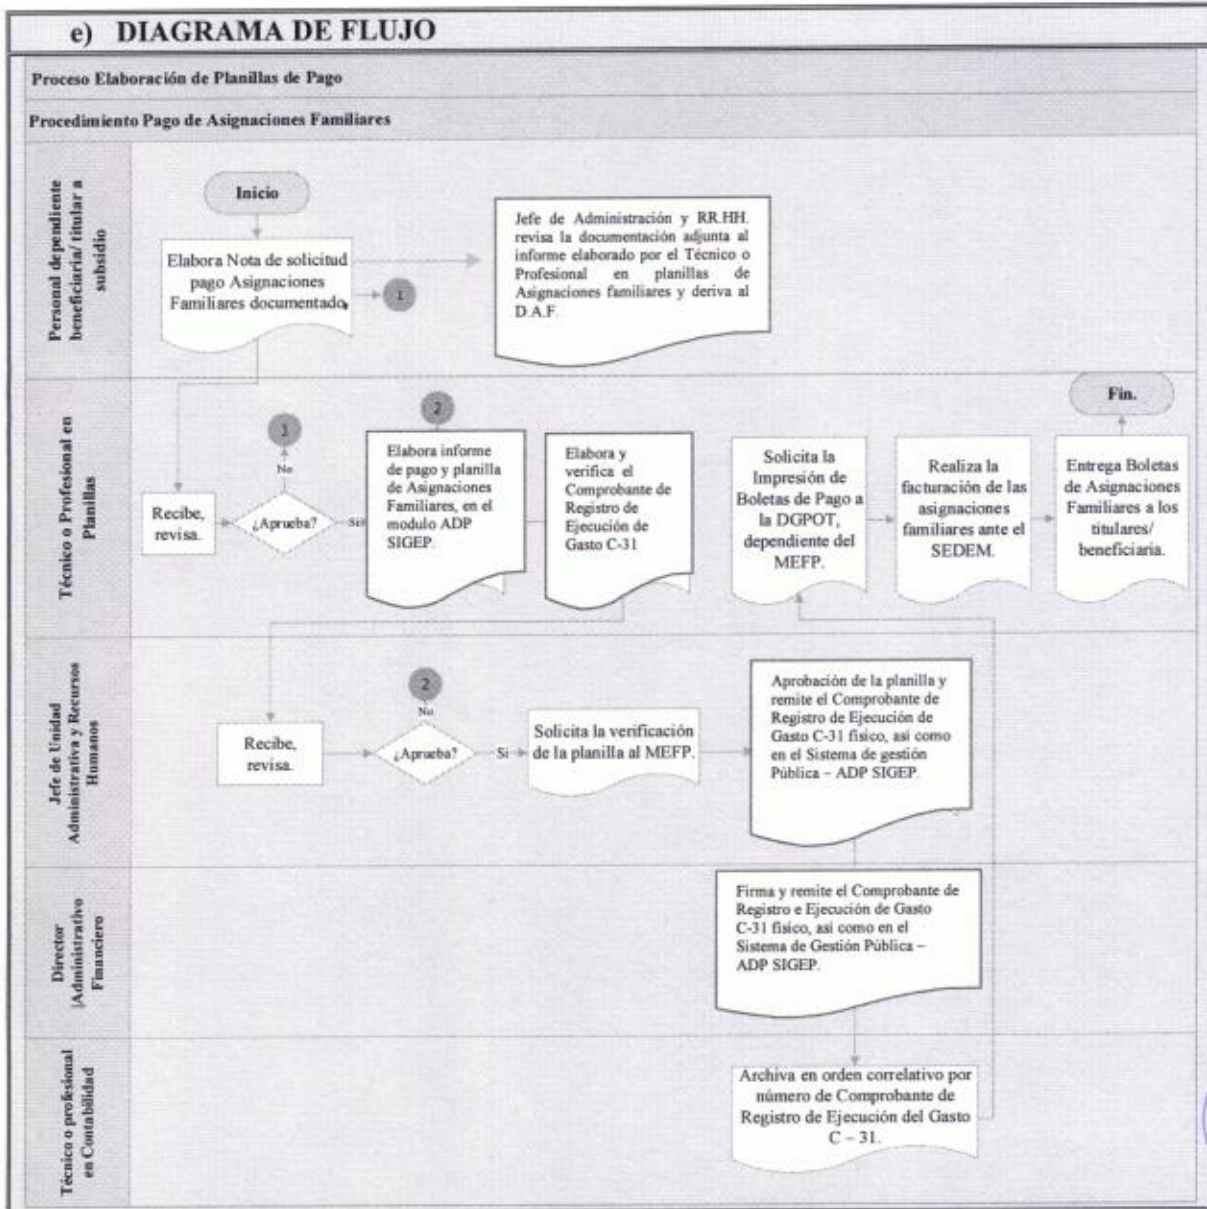 e) DIAGRAMA DE FLUJO
Proceso Elaboración de Planillas de Pago
Procedimiento Pago de Asignaciones Familiares
Personal dependiente
beneficiaria/ titular a
subsidio
Inicio
Elabora Nota de solicitud
pago Asignaciones
Familiares documentado.
1
Jefe de Administración y RR.HH.
revisa la documentación adjunta al
informe elaborado por el Técnico o
Profesional en planillas de
Asignaciones familiares y deriva al
D.A.F.
Técnico o Profesional en
Planillas
Recibe,
revisa.
1
No
¿Aprueba?
Si
2
Elabora informe
de pago y planilla
de Asignaciones
Familiares, en el
modulo ADP
SIGEP.
Elabora y
verifica el
Comprobante de
Registro de
Ejecución de
Gasto C-31
Solicita la
Impresión de
Boletas de Pago a
la DGPOT,
dependiente del
MEFP.
Realiza la
facturación de las
asignaciones
familiares ante el
SEDEM.
Fin.
Entrega Boletas
de Asignaciones
Familiares a los
titulares/
beneficiaria.
Jefe de Unidad
Administrativa y Recursos
Humanos
Recibe,
revisa.
2
No
¿Aprueba?
Si
Solicita la verificación
de la planilla al MEFP.
Aprobación de la planilla y
remite el Comprobante de
Registro de Ejecución de
Gasto C-31 físico, así como
en el Sistema de gestión
Pública – ADP SIGEP.
Director
|Administrativo
Financiero
Firma y remite el Comprobante de
Registro e Ejecución de Gasto
C-31 físico, así como en el
Sistema de Gestión Pública –
ADP SIGEP.
Técnico o profesional
en Contabilidad
Archiva en orden correlativo por
número de Comprobante de
Registro de Ejecución del Gasto
C – 31.